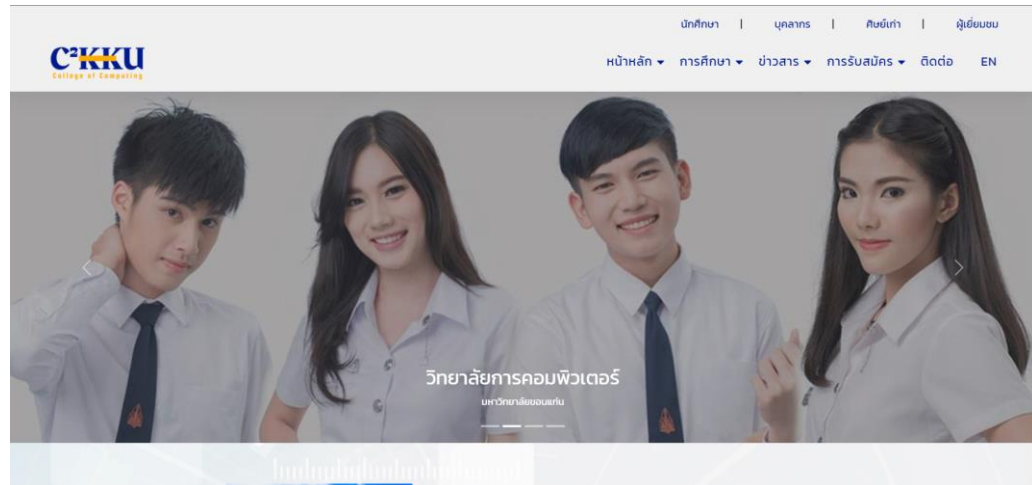 นักศึกษา | บุคลากร | ศิษย์เก่า | ผู้เยี่ยมชม
C²KKU
College of Computing
หน้าหลัก การศึกษา ข่าวสาร การรับสมัคร ติดต่อ EN
วิทยาลัยการคอมพิวเตอร์
มหาวิทยาลัยขอนแก่น